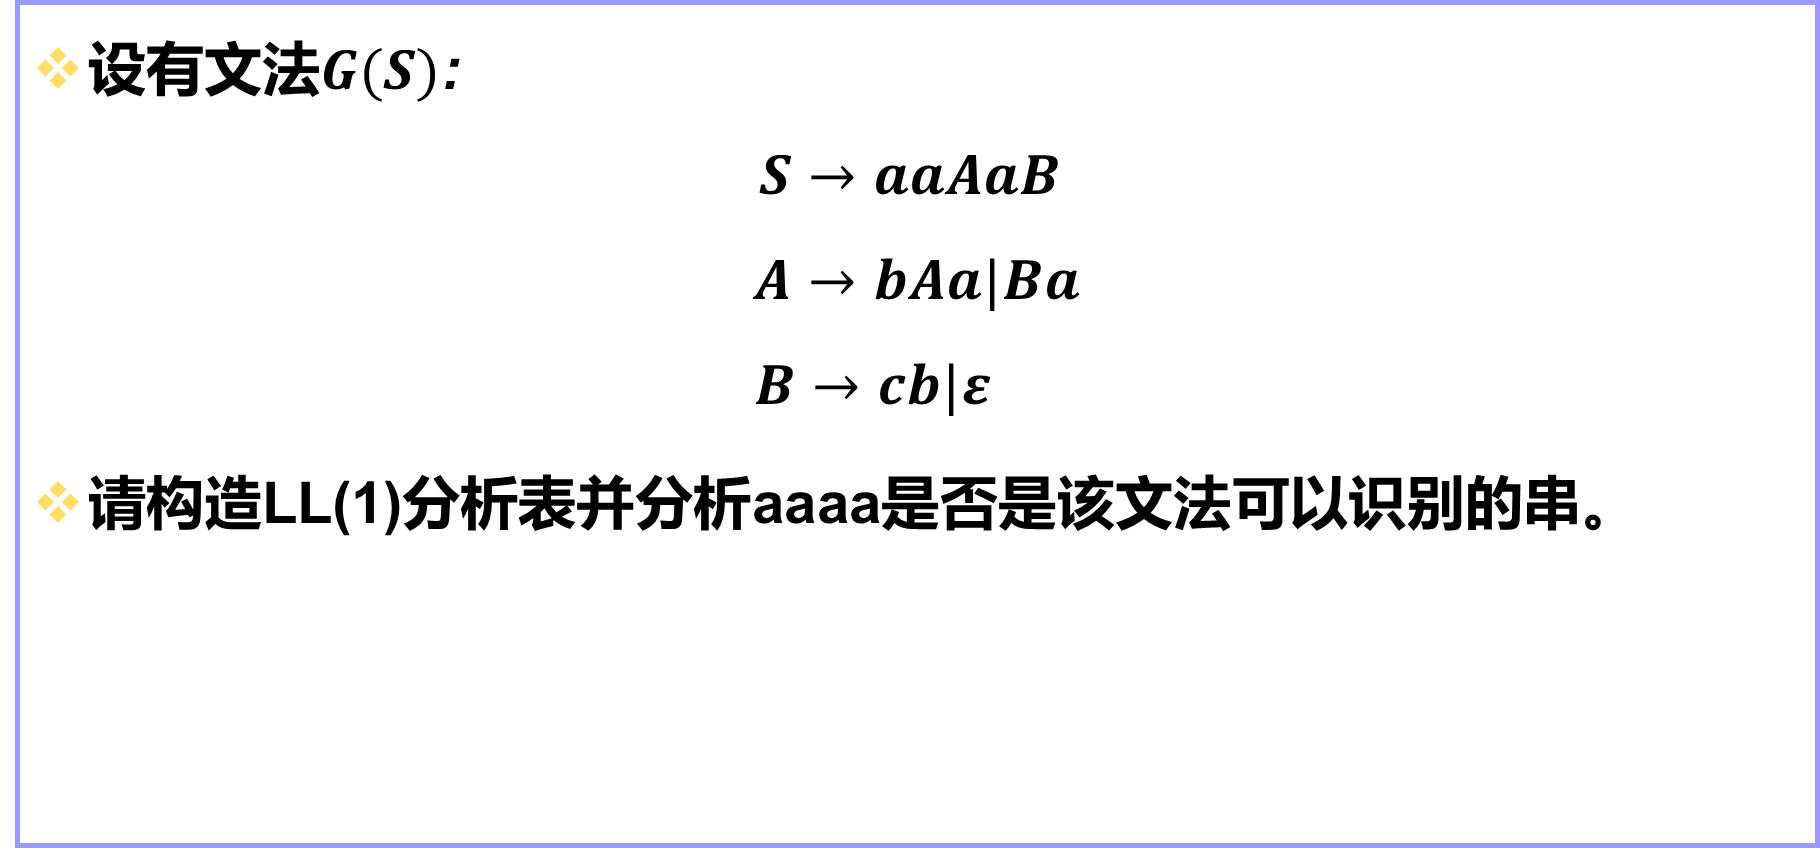 ❖设有文法G(S):
S → aaAaB
A → bAa|Ba
B → cb|ε
❖请构造LL(1)分析表并分析aaaa是否是该文法可以识别的串。